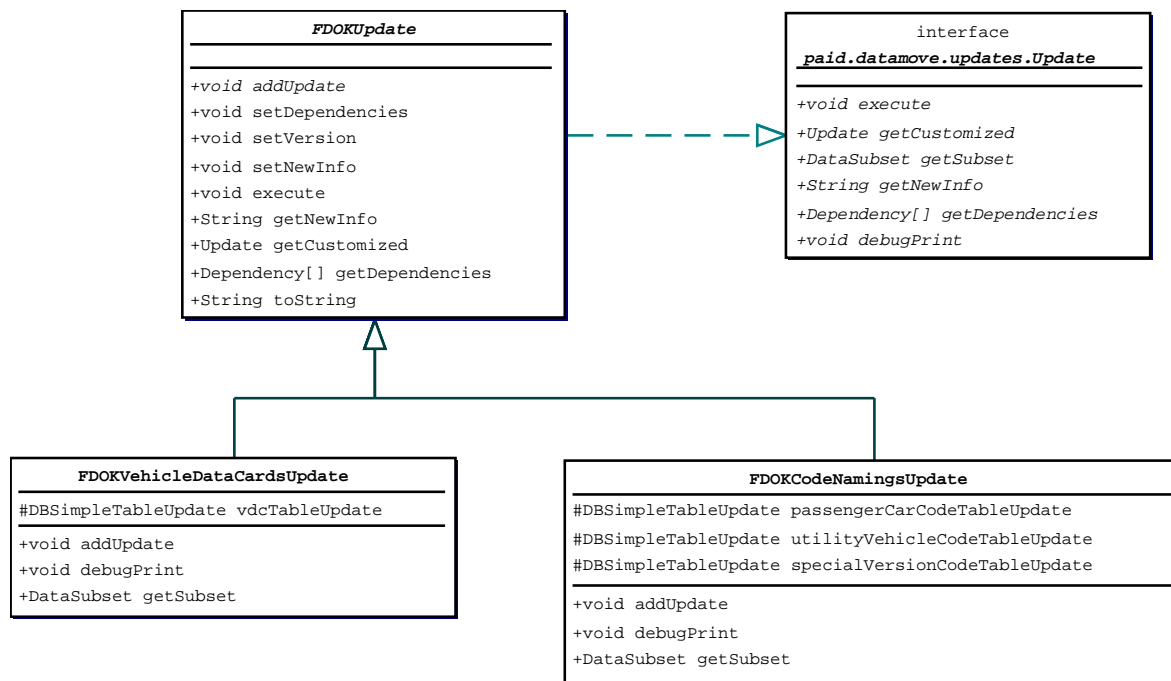 FDOKUpdate
+void addUpdate
+void setDependencies
+void setVersion
+void setNewInfo
+void execute
+String getNewInfo
+Update getCustomized
+Dependency[] getDependencies
+String toString
interface
paid.datamove.updates.Update
+void execute
+Update getCustomized
+DataSubset getSubset
+String getNewInfo
+Dependency[] getDependencies
+void debugPrint
FDOKVehicleDataCardsUpdate
#DBSimpleTableUpdate vdcTableUpdate
+void addUpdate
+void debugPrint
+DataSubset getSubset
FDOKCodeNamingsUpdate
#DBSimpleTableUpdate passengerCarCodeTableUpdate
#DBSimpleTableUpdate utilityVehicleCodeTableUpdate
#DBSimpleTableUpdate specialVersionCodeTableUpdate
+void addUpdate
+void debugPrint
+DataSubset getSubset